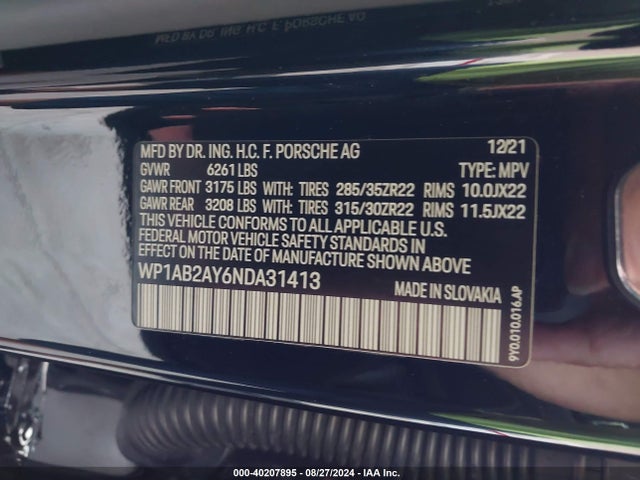 MFD BY DR. ING. H.C. F. PORSCHE AG 12/21
GVWR 6261 LBS TYPE: MPV
GAWR FRONT 3175 LBS WITH: TIRES 285/35ZR22 RIMS 10.0JX22
GAWR REAR 3208 LBS WITH: TIRES 315/30ZR22 RIMS 11.5JX22
THIS VEHICLE CONFORMS TO ALL APPLICABLE U.S.
FEDERAL MOTOR VEHICLE SAFETY STANDARDS IN
EFFECT ON THE DATE OF MANUFACTURE SHOWN ABOVE
WP1AB2AY6NDA31413 MADE IN SLOVAKIA
9Y0.010.016.AP
000-40207895 - 08/27/2024 - IAA Inc.